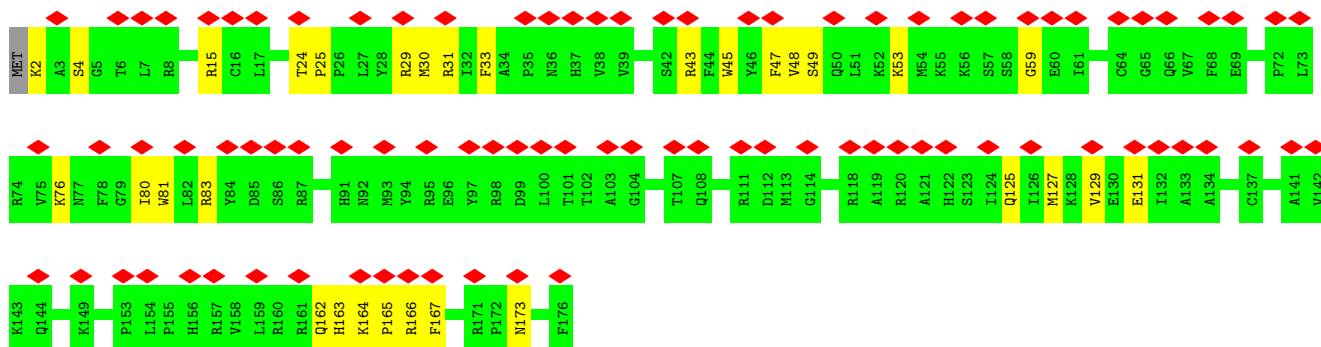 MET K2 A3 S4 G5 T6 L7 R8 R15 C16 L17 T24 P25 P26 L27 Y28 R29 M30 R31 I32 F33 A34 P35 N36 H37 V38 V39 S42 R43 F44 W45 Y46 F47 V48 S49 Q50 L51 K52 K53 M54 K55 K56 S57 S58 G59 E60 I61 C64 G65 Q66 V67 F68 E69 P72 L73
R74 V75 K76 N77 F78 G79 I80 W81 L82 R83 Y84 D85 S86 R87 H91 N92 M93 Y94 R95 E96 Y97 R98 D99 L100 T101 T102 A103 G104 T107 Q108 R111 D112 M113 G114 R118 A119 R120 A121 H122 S123 I124 Q125 I126 M127 K128 V129 E130 E131 I132 A133 A134 C137 A141 V142
K143 Q144 K149 P153 L154 P155 H156 R157 V158 L159 R160 R161 Q162 H163 K164 P165 R166 F167 R171 P172 N173 F176